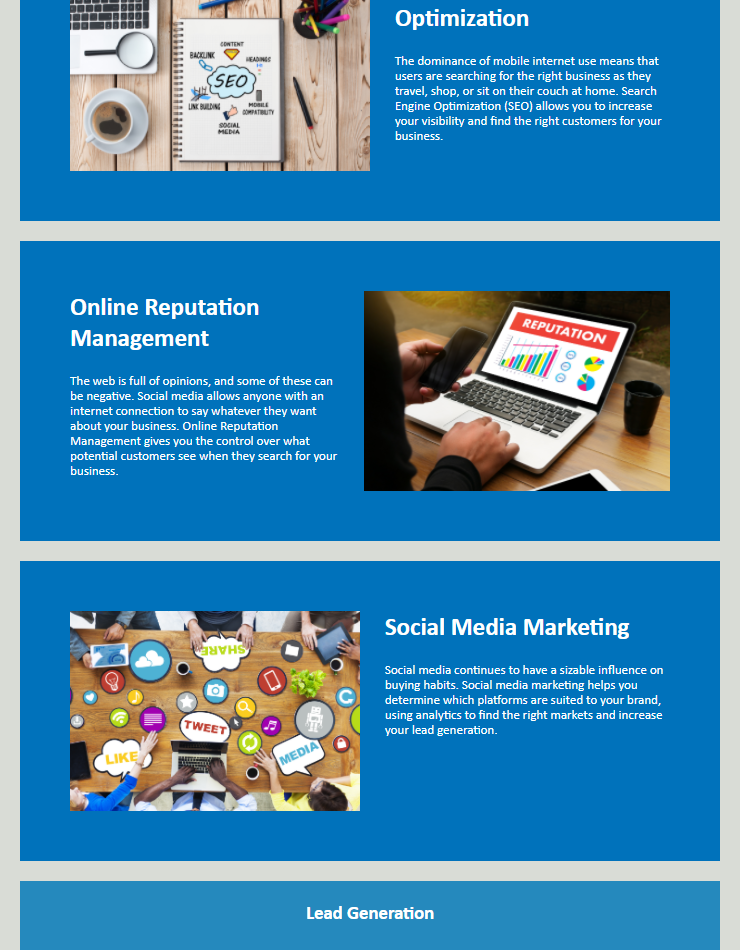 Optimization
The dominance of mobile internet use means that
users are searching for the right business as they
travel, shop, or sit on their couch at home. Search
Engine Optimization (SEO) allows you to increase
your visibility and find the right customers for your
business.
CONTENT
BACKLINK
HEADINGS
SEO
LINK BUILDING
MOBILE
COMPATIBILITY
SOCIAL
MEDIA
Online Reputation
Management
The web is full of opinions, and some of these can
be negative. Social media allows anyone with an
internet connection to say whatever they want
about your business. Online Reputation
Management gives you the control over what
potential customers see when they search for your
business.
REPUTATION
SHARE
TWEET
LIKE
MEDIA
Social Media Marketing
Social media continues to have a sizable influence on
buying habits. Social media marketing helps you
determine which platforms are suited to your brand,
using analytics to find the right markets and increase
your lead generation.
Lead Generation